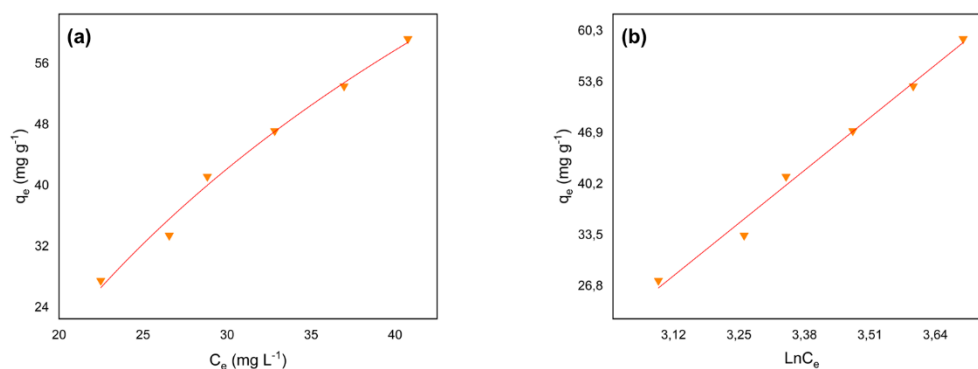 (a)
56
48
40
32
24
qₑ (mg g⁻¹)
20 25 30 35 40
Cₑ (mg L⁻¹)
(b)
60,3
53,6
46,9
40,2
33,5
26,8
qₑ (mg g⁻¹)
3,12 3,25 3,38 3,51 3,64
LnCₑ